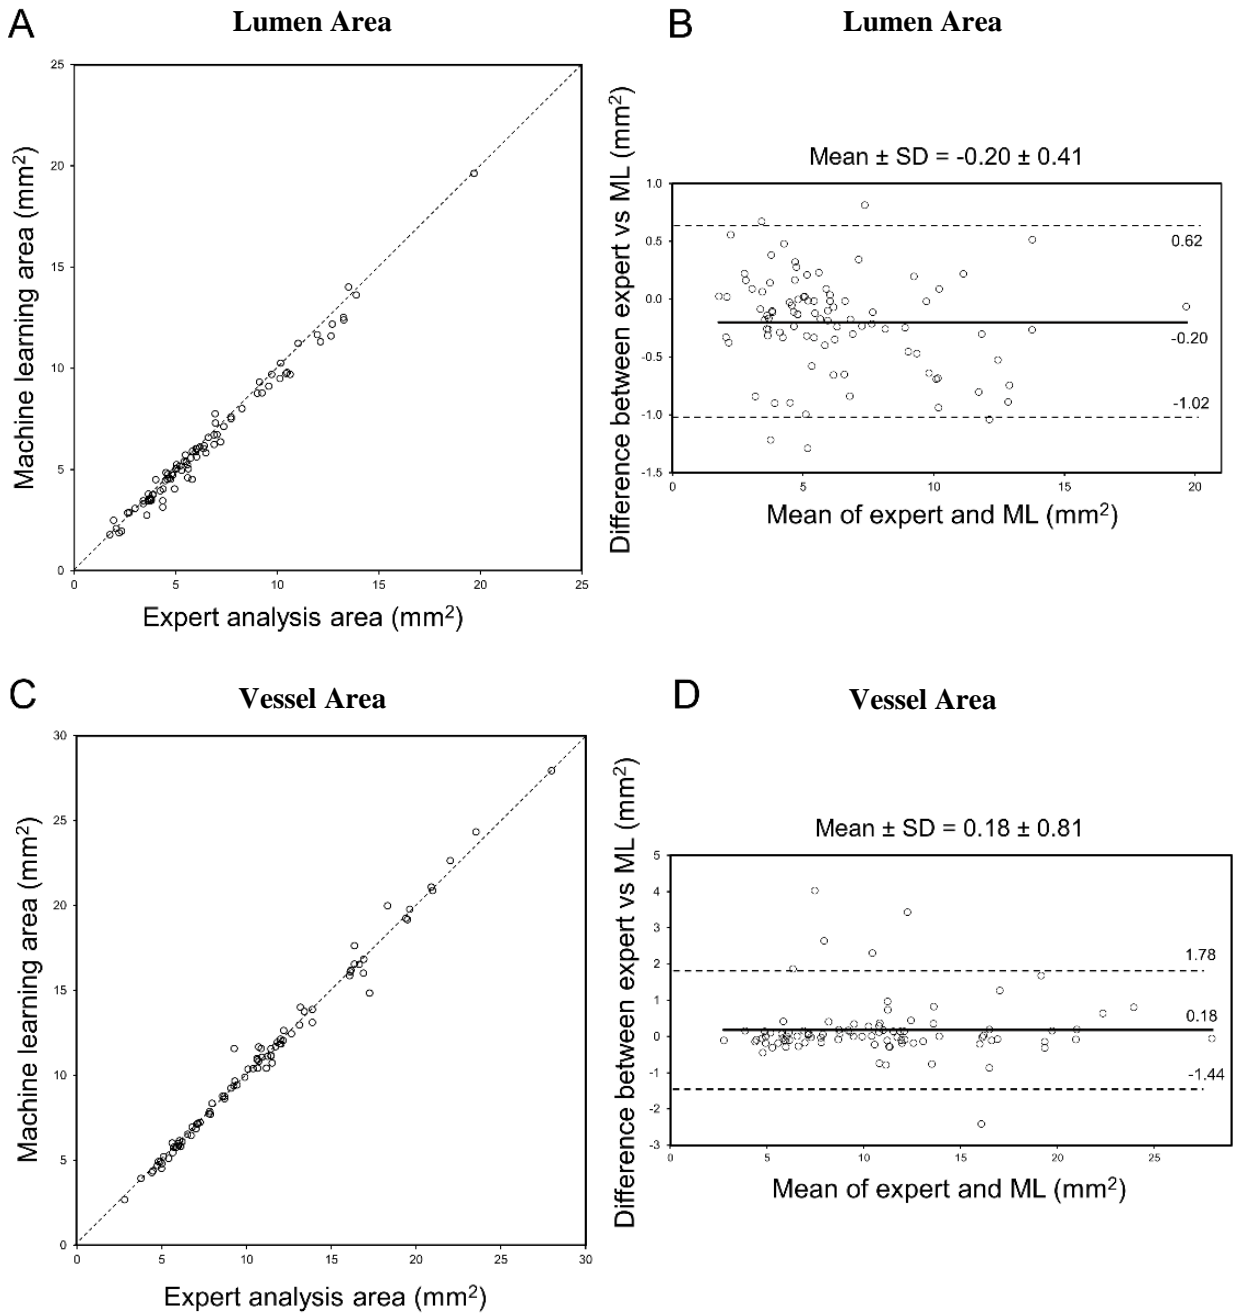 A
Lumen Area
25
20
15
10
5
0
0 5 10 15 20 25
Machine learning area (mm²)
Expert analysis area (mm²)
B
Lumen Area
Mean ± SD = -0.20 ± 0.41
Difference between expert vs ML (mm²)
1.0
0.5
0.0
-0.5
-1.0
-1.5
0.62
-0.20
-1.02
0 5 10 15 20
Mean of expert and ML (mm²)
C
Vessel Area
30
25
20
15
10
5
0
0 5 10 15 20 25 30
Machine learning area (mm²)
Expert analysis area (mm²)
D
Vessel Area
Mean ± SD = 0.18 ± 0.81
Difference between expert vs ML (mm²)
5
4
3
2
1
0
-1
-2
-3
1.78
0.18
-1.44
0 5 10 15 20 25
Mean of expert and ML (mm²)